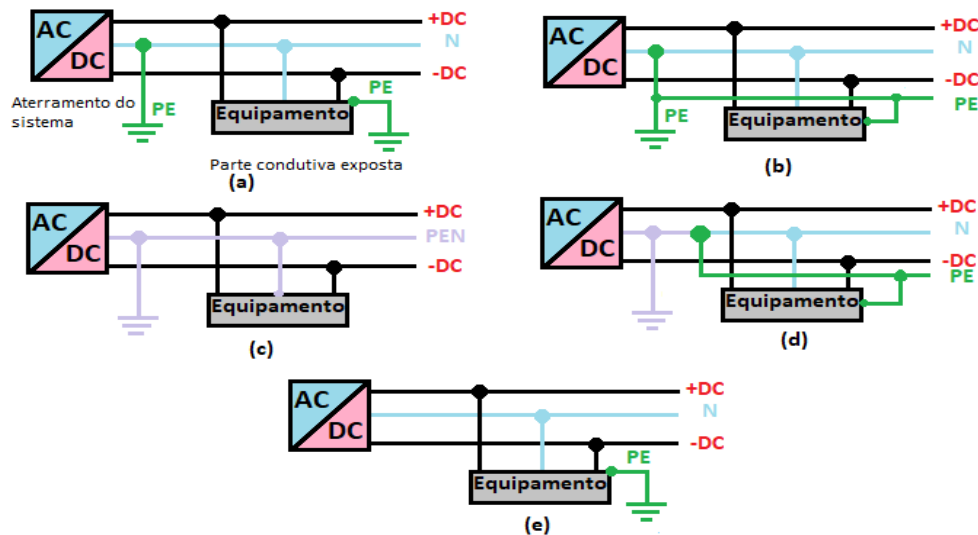 AC
DC
+DC
N
-DC
Aterramento do
sistema
PE
PE
Equipamento
Parte condutiva exposta
(a)
AC
DC
+DC
N
-DC
PE
PE
Equipamento
(b)
AC
DC
+DC
PEN
-DC
Equipamento
(c)
AC
DC
+DC
N
-DC
PE
Equipamento
(d)
AC
DC
+DC
N
-DC
PE
Equipamento
(e)